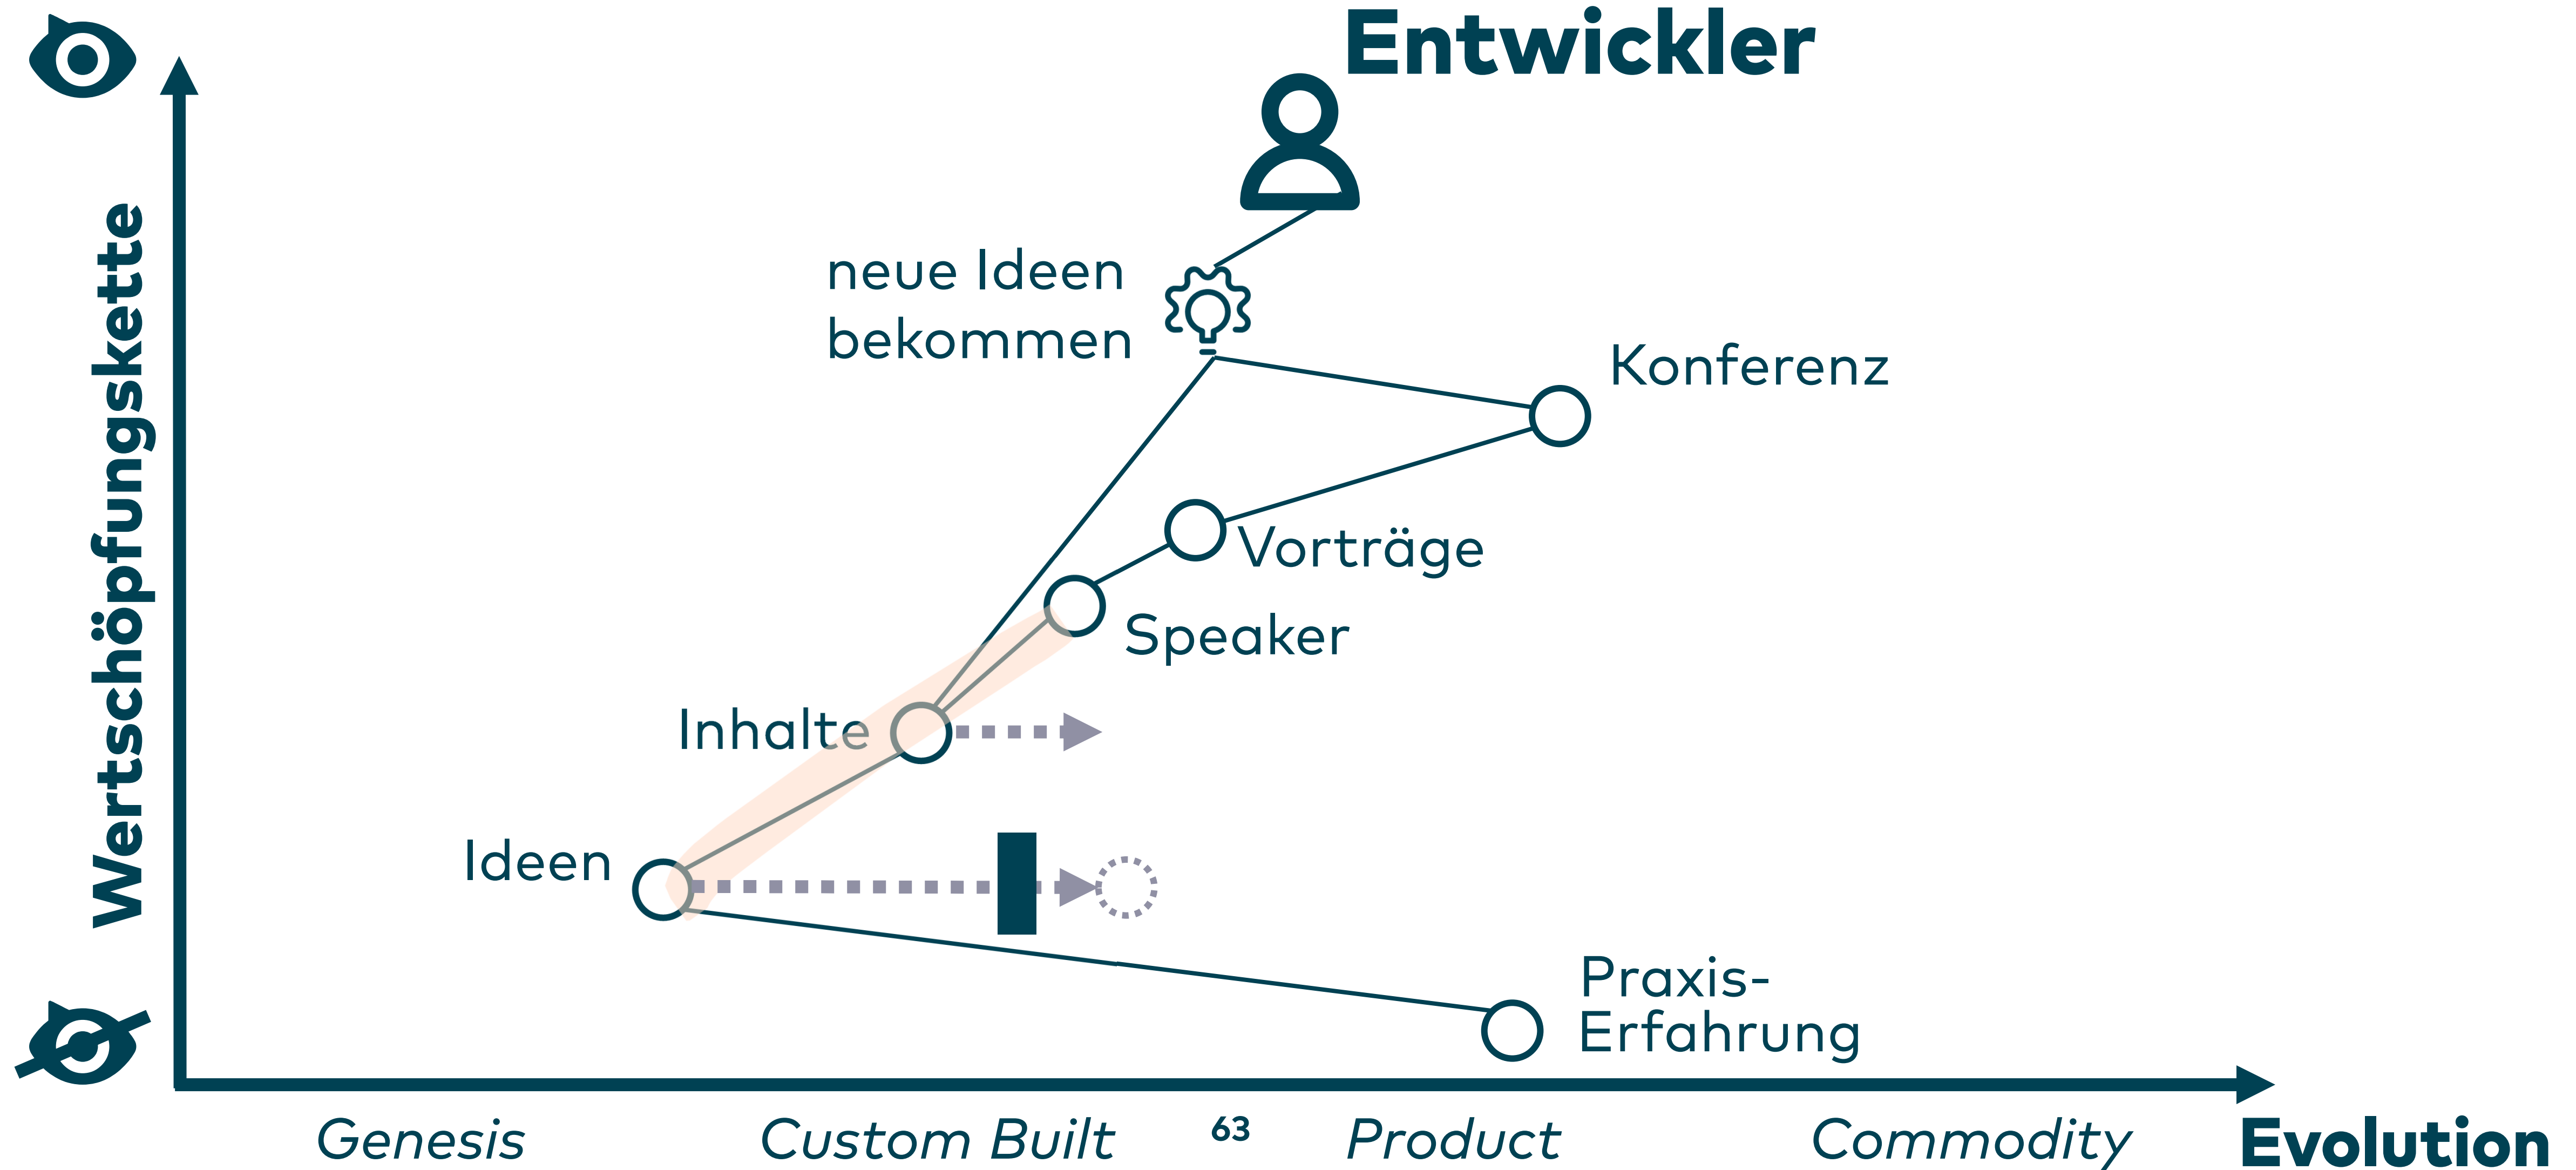 Entwickler
Wertschöpfungskette
neue Ideen
bekommen
Konferenz
Vorträge
Speaker
Inhalte
Ideen
Praxis-
Erfahrung
Genesis
Custom Built
63
Product
Commodity
Evolution